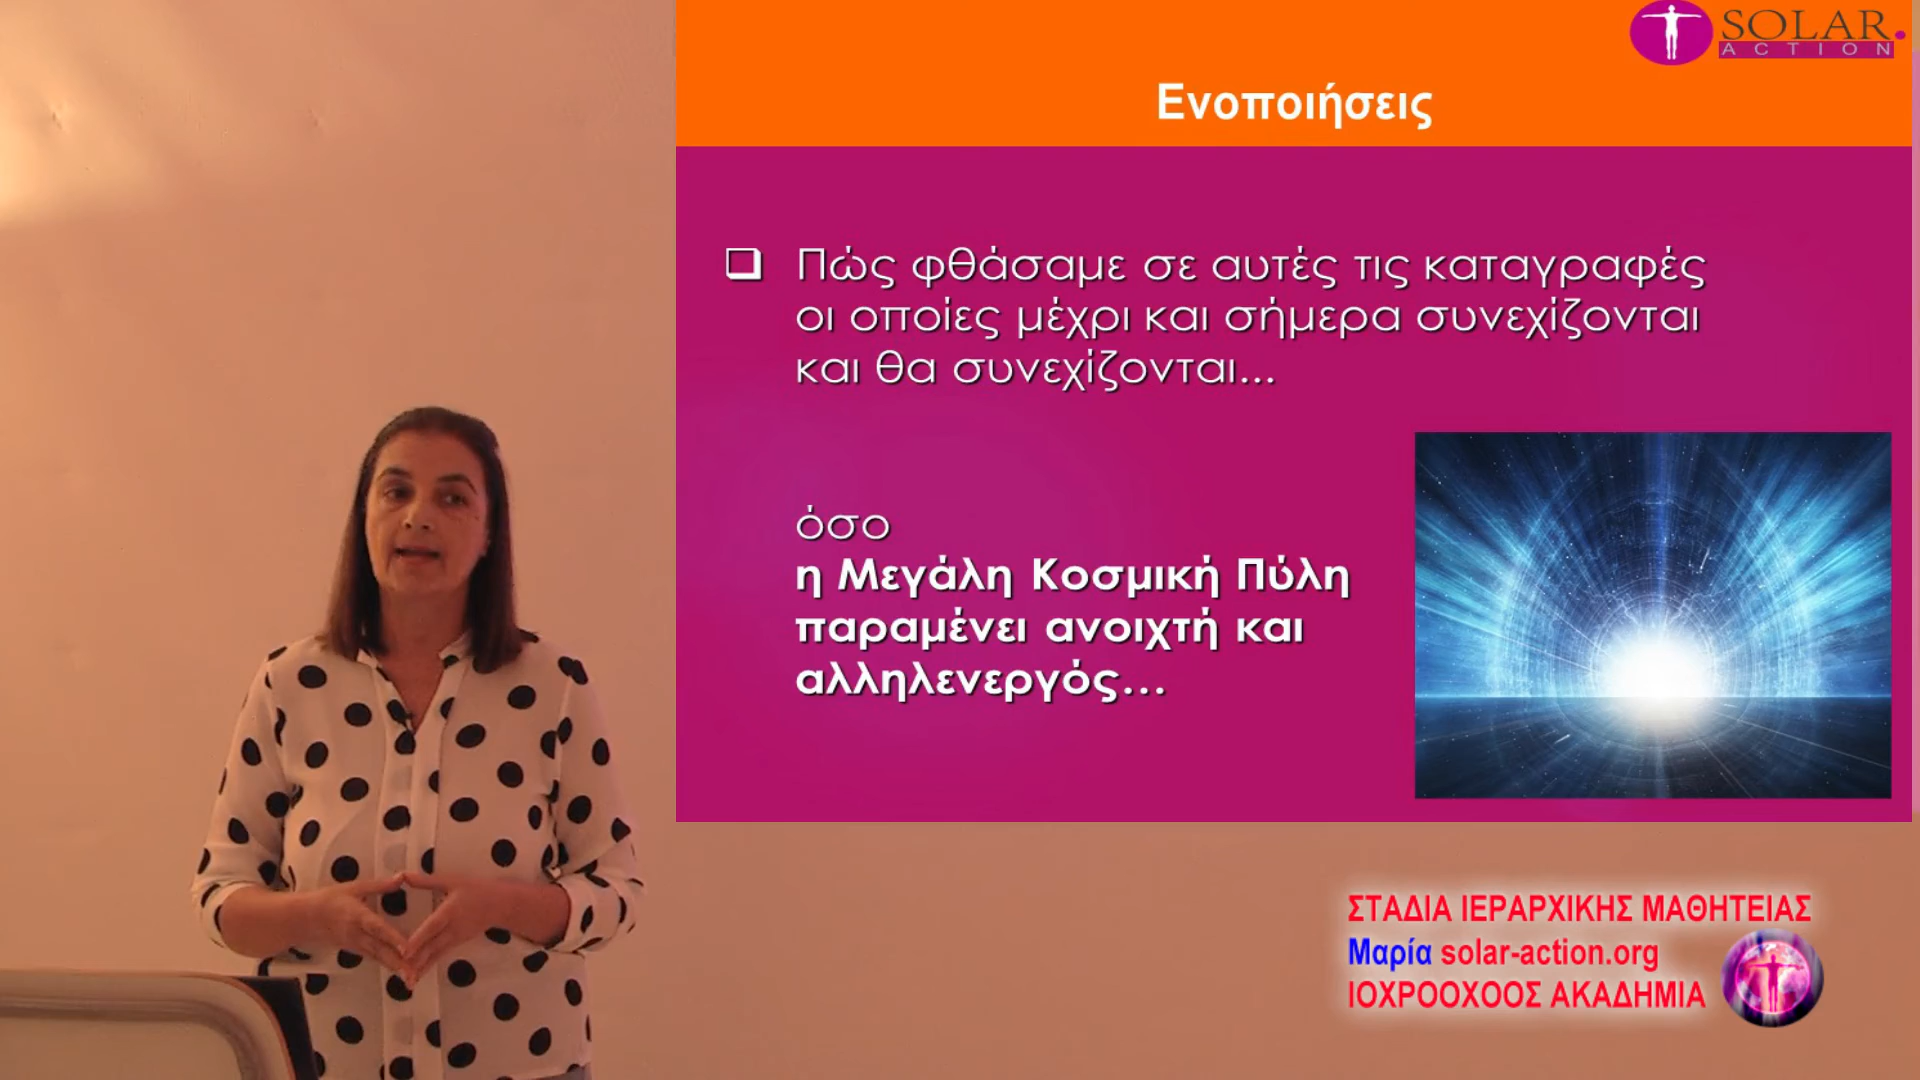 SOLAR.
ACTION
Ενοποιήσεις
❑ Πώς φθάσαμε σε αυτές τις καταγραφές
οι οποίες μέχρι και σήμερα συνεχίζονται
και θα συνεχίζονται...
όσο
η Μεγάλη Κοσμική Πύλη
παραμένει ανοιχτή και
αλληλενεργός...
ΣΤΑΔΙΑ ΙΕΡΑΡΧΙΚΗΣ ΜΑΘΗΤΕΙΑΣ
Μαρία solar-action.org
ΙΟΧΡΟΟΧΟΟΣ ΑΚΑΔΗΜΙΑ